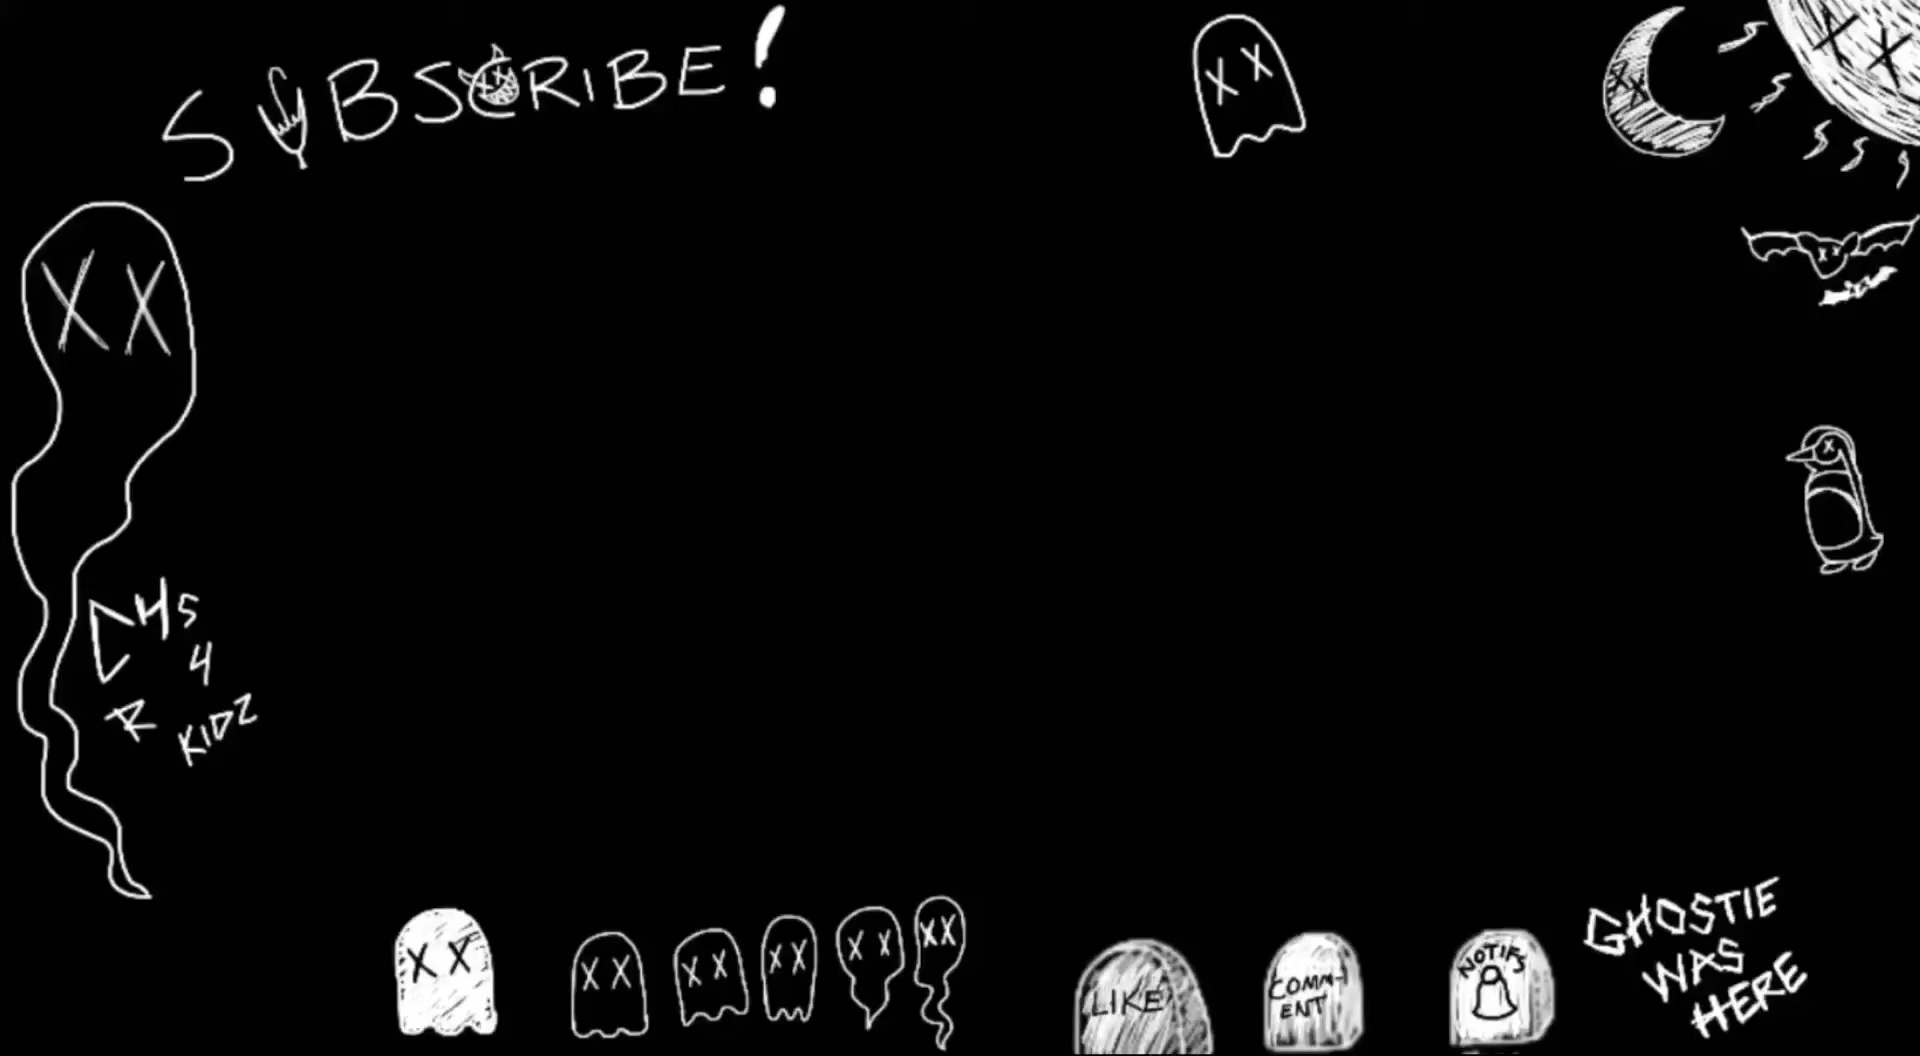 SUBSCRIBE!
CHS
4
R KIDZ
LIKE
COMM-
ENT
NOTIFS
GHOSTIE
WAS
HERE